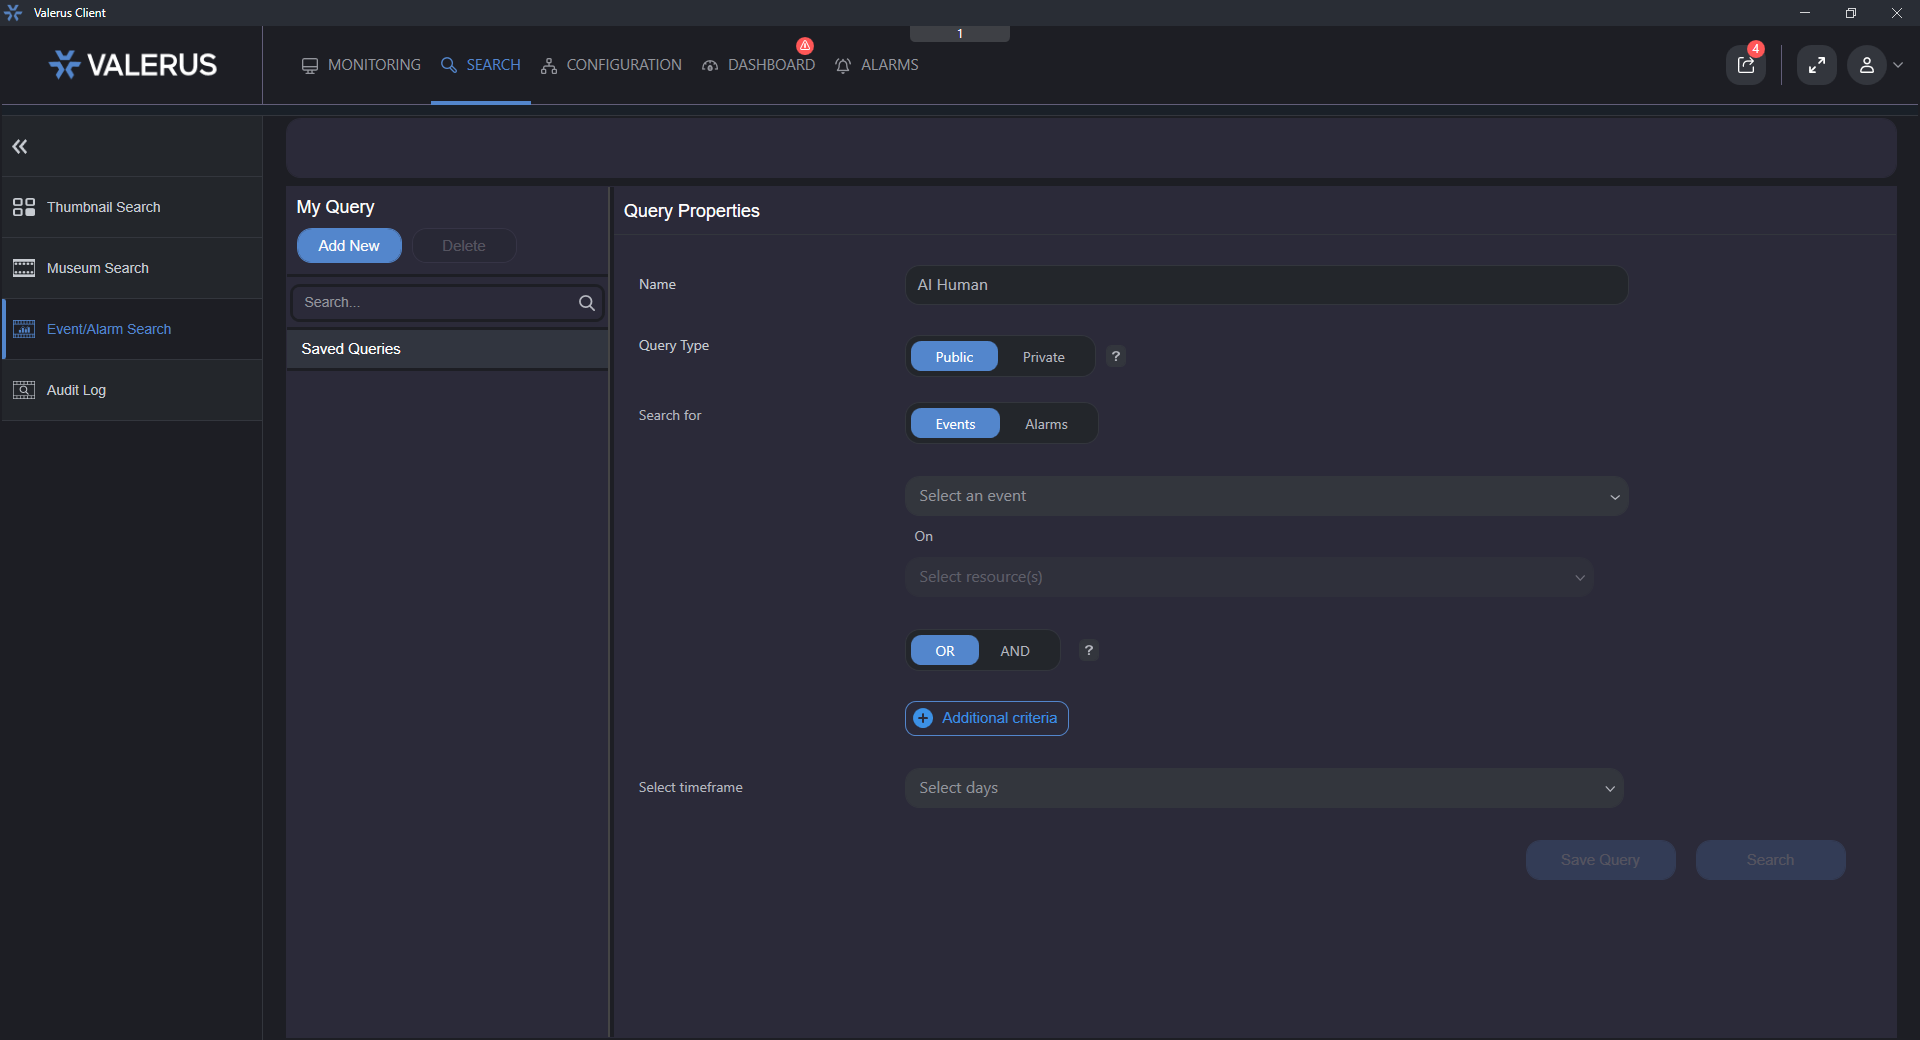 Valerus Client
1
VALERUS
MONITORING
SEARCH
CONFIGURATION
DASHBOARD
ALARMS
4
Thumbnail Search
Museum Search
Event/Alarm Search
Audit Log
My Query
Add New
Delete
Search...
Saved Queries
Query Properties
Name
AI Human
Query Type
Public
Private
?
Search for
Events
Alarms
Select an event
On
Select resource(s)
OR
AND
?
Additional criteria
Select timeframe
Select days
Save Query
Search